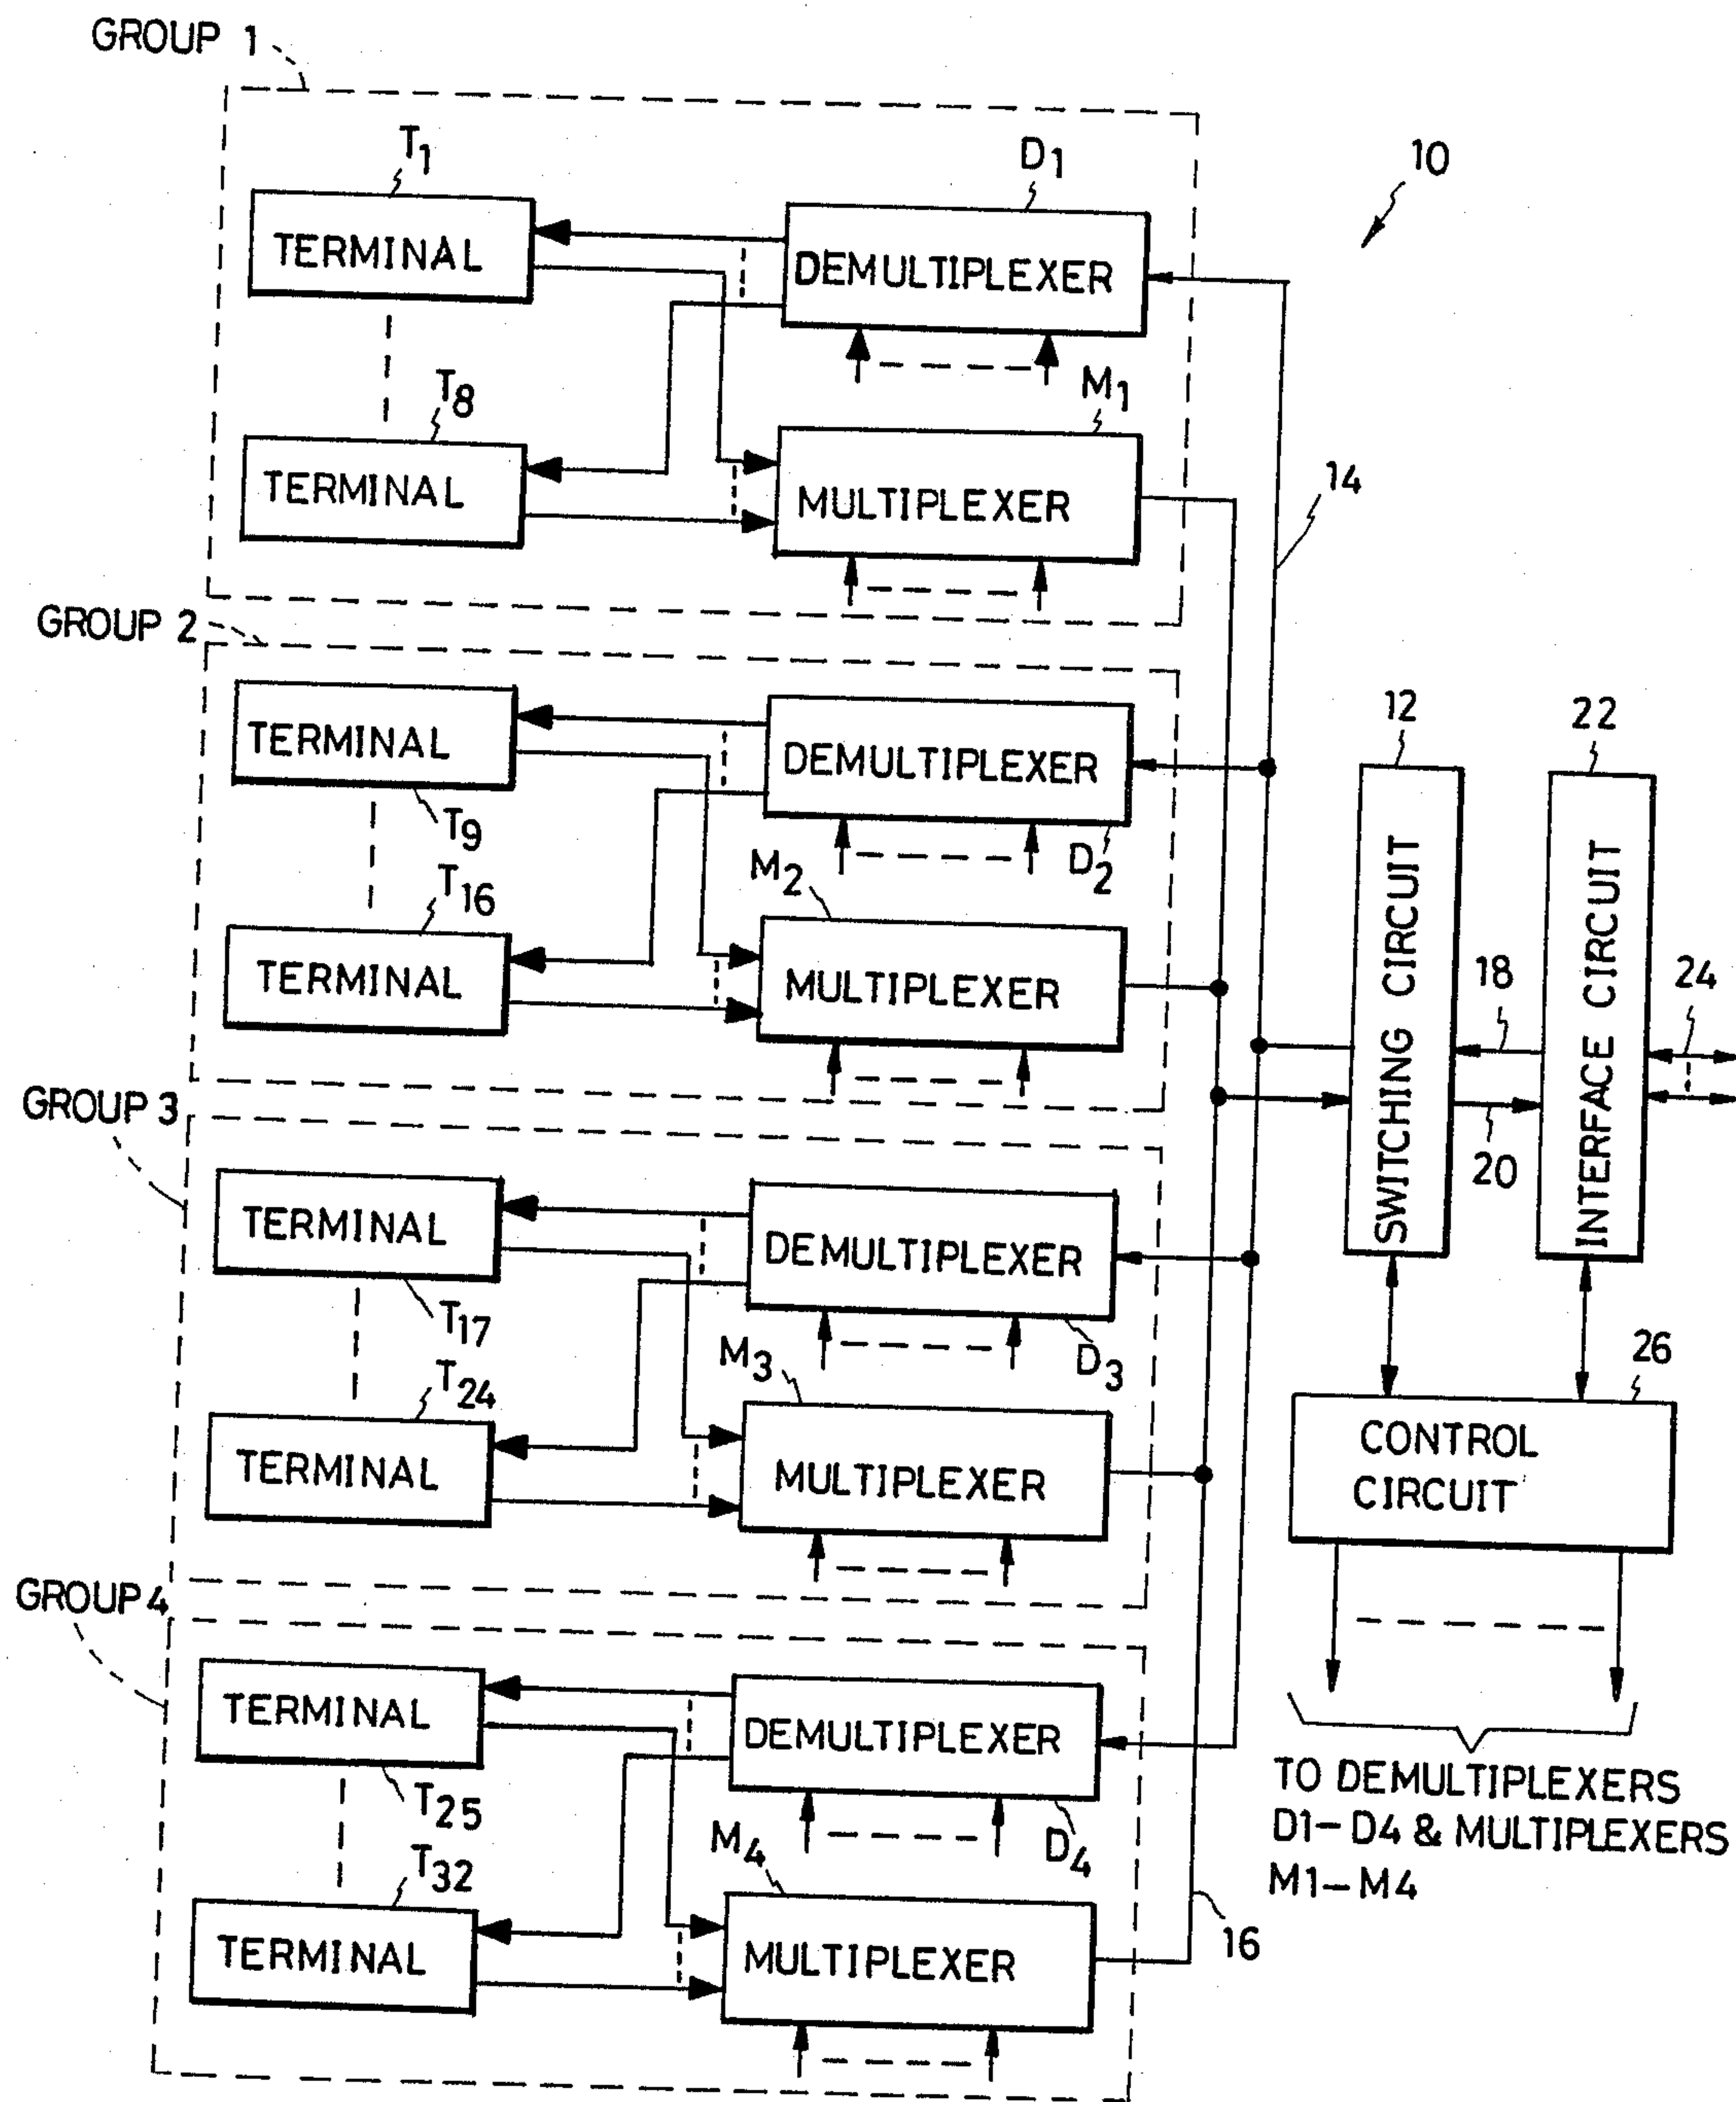 GROUP 1
T1
D1
10
TERMINAL
DEMULTIPLEXER
T8
M1
TERMINAL
MULTIPLEXER
14
GROUP 2
TERMINAL
DEMULTIPLEXER
12
22
T9
D2
M2
T16
TERMINAL
MULTIPLEXER
SWITCHING CIRCUIT
INTERFACE CIRCUIT
18
24
20
GROUP 3
TERMINAL
DEMULTIPLEXER
T17
D3
M3
T24
TERMINAL
MULTIPLEXER
26
CONTROL
CIRCUIT
GROUP 4
TERMINAL
DEMULTIPLEXER
T25
D4
M4
T32
TERMINAL
MULTIPLEXER
16
TO DEMULTIPLEXERS
D1-D4 & MULTIPLEXERS
M1-M4